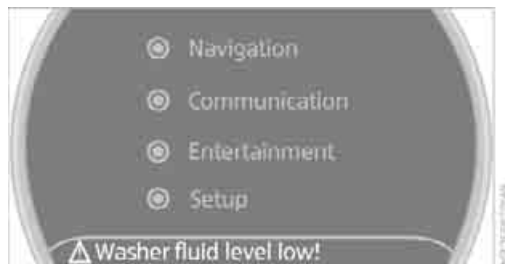 Navigation
Communication
Entertainment
Setup
Washer fluid level low!